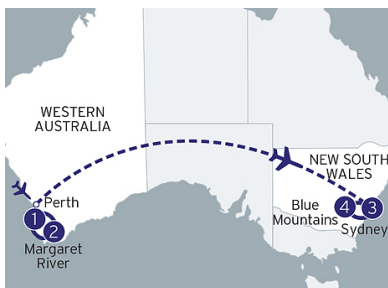 WESTERN
AUSTRALIA
NEW SOUTH
WALES
Perth
1
2
Margaret
River
Blue
Mountains
4
3
Sydney